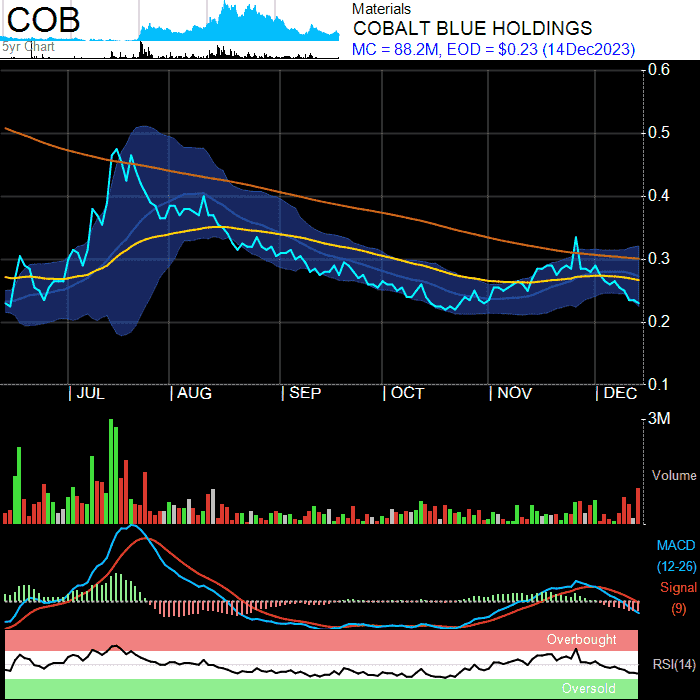 COB
5yr Chart
Materials
COBALT BLUE HOLDINGS
MC = 88.2M, EOD = $0.23 (14Dec2023)
0.6
0.5
0.4
0.3
0.2
0.1
JUL AUG SEP OCT NOV DEC
3M
Volume
MACD
(12-26)
Signal
(9)
Overbought
RSI(14)
Oversold